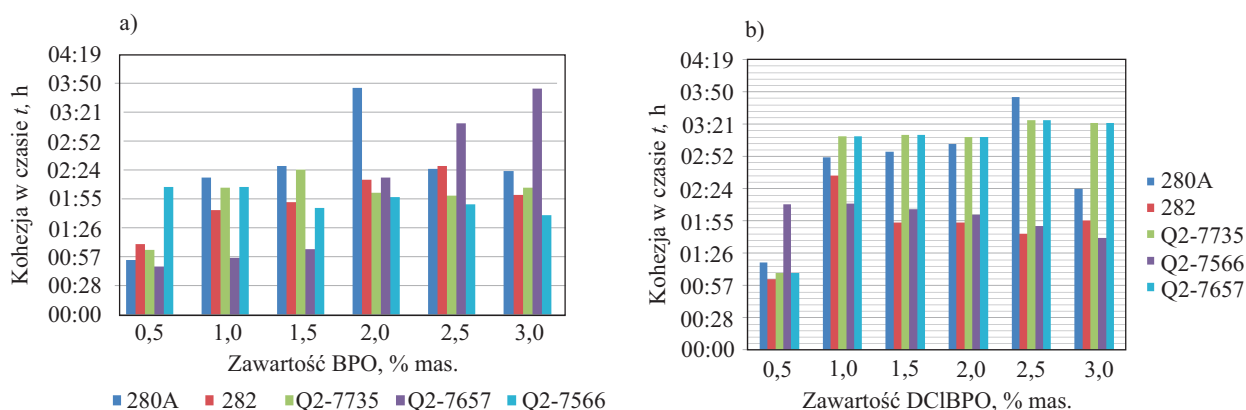 a)
Kohezja w czasie t, h
04:19
03:50
03:21
02:52
02:24
01:55
01:26
00:57
00:28
00:00
0,5 1,0 1,5 2,0 2,5 3,0
Zawartość BPO, % mas.
280A 282 Q2-7735 Q2-7657 Q2-7566
b)
Kohezja w czasie t, h
04:19
03:50
03:21
02:52
02:24
01:55
01:26
00:57
00:28
00:00
0,5 1,0 1,5 2,0 2,5 3,0
Zawartość DClBPO, % mas.
280A
282
Q2-7735
Q2-7566
Q2-7657